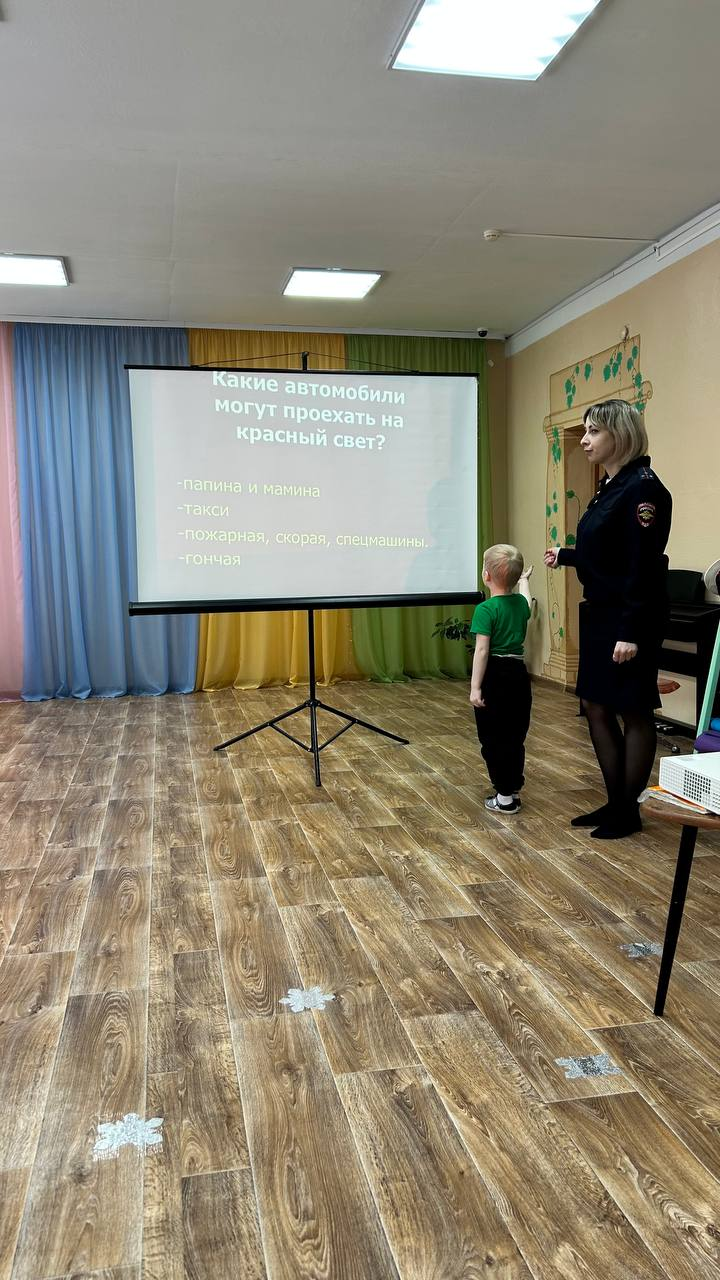 Какие автомобили
могут проехать на
красный свет?
-папина и мамина
-такси
-пожарная, скорая, спецмашины.
-гончая